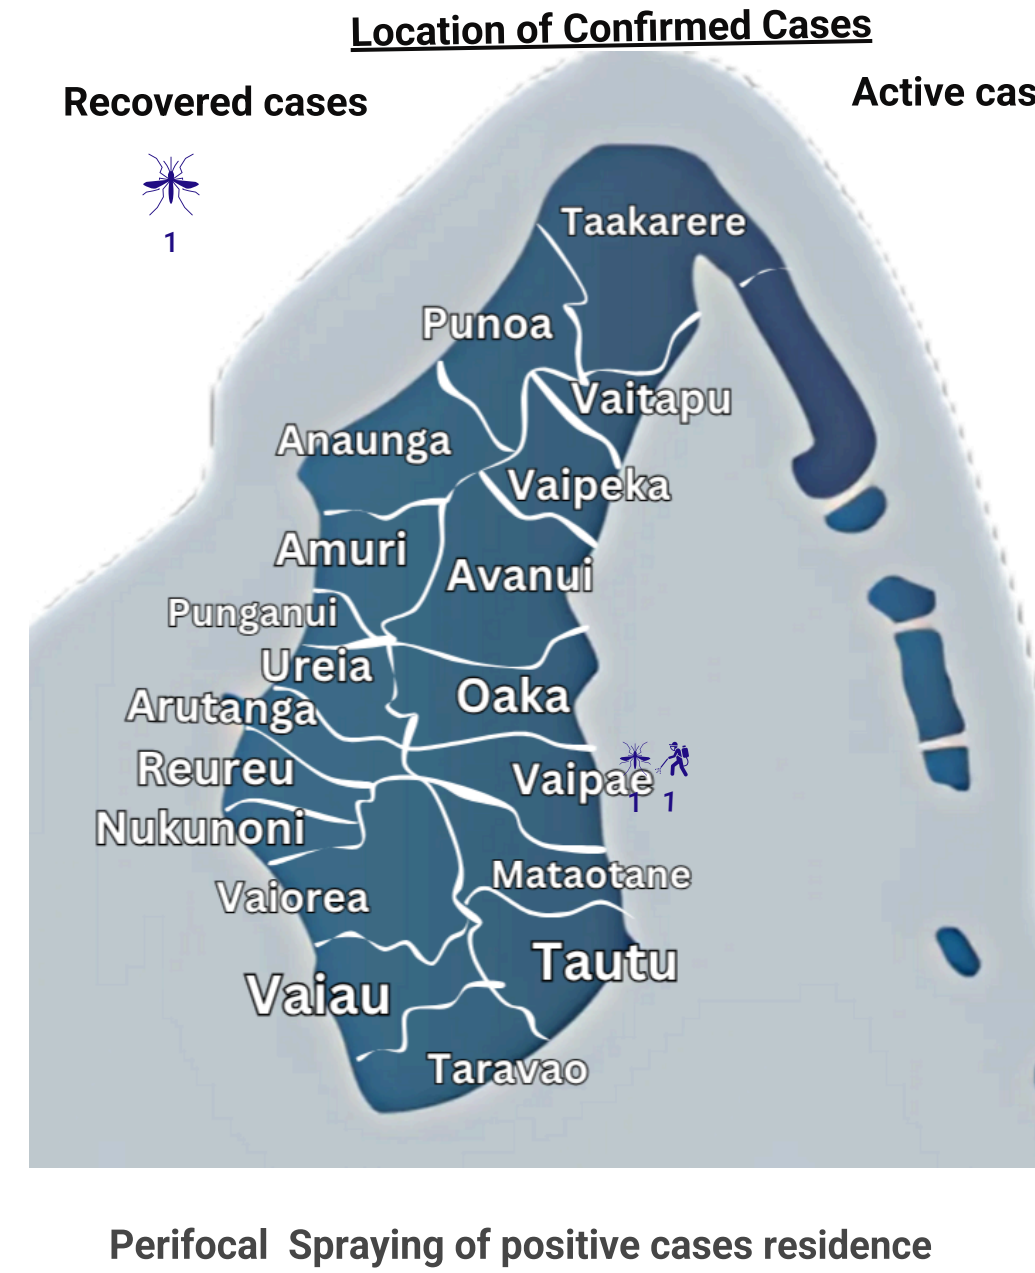 Location of Confirmed Cases
Recovered cases
Active cas
1
Taakarere
Punoa
Vaitapu
Anaunga
Vaipeka
Amuri
Avanui
Punganui
Ureia
Oaka
Arutanga
Reureu
Vaipae
1 1
Nukunoni
Mataotane
Vaiorea
Tautu
Vaiau
Taravao
Perifocal Spraying of positive cases residence